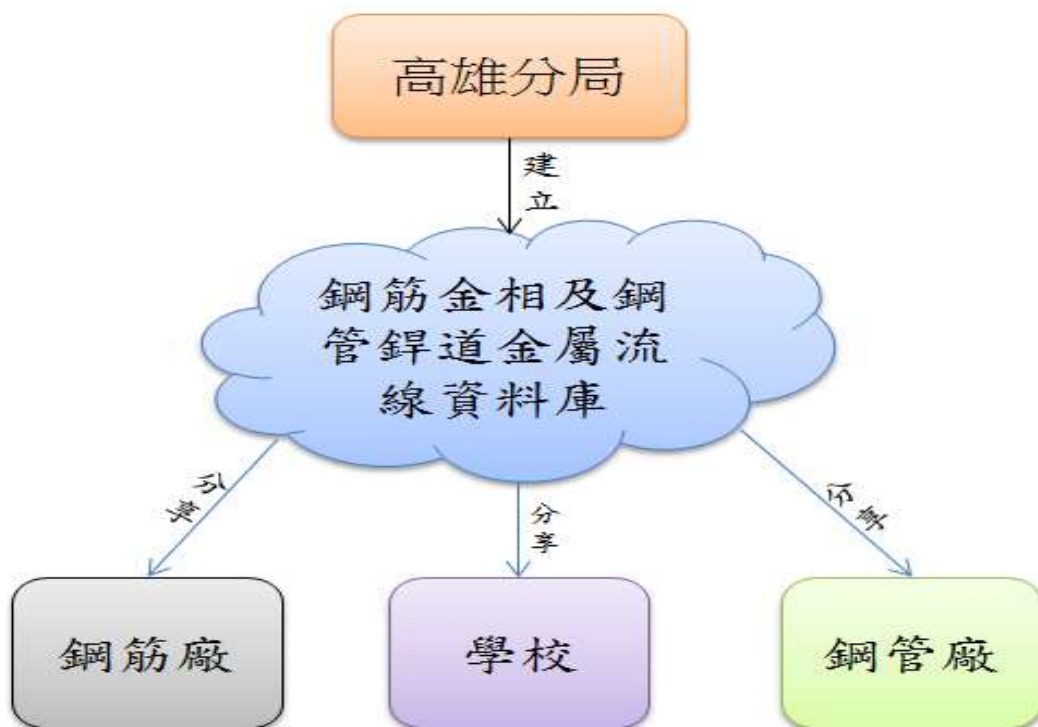 高雄分局
建
立
鋼筋金相及鋼
管銲道金屬流
線資料庫
分享
分享
分享
鋼筋廠
學校
鋼管廠